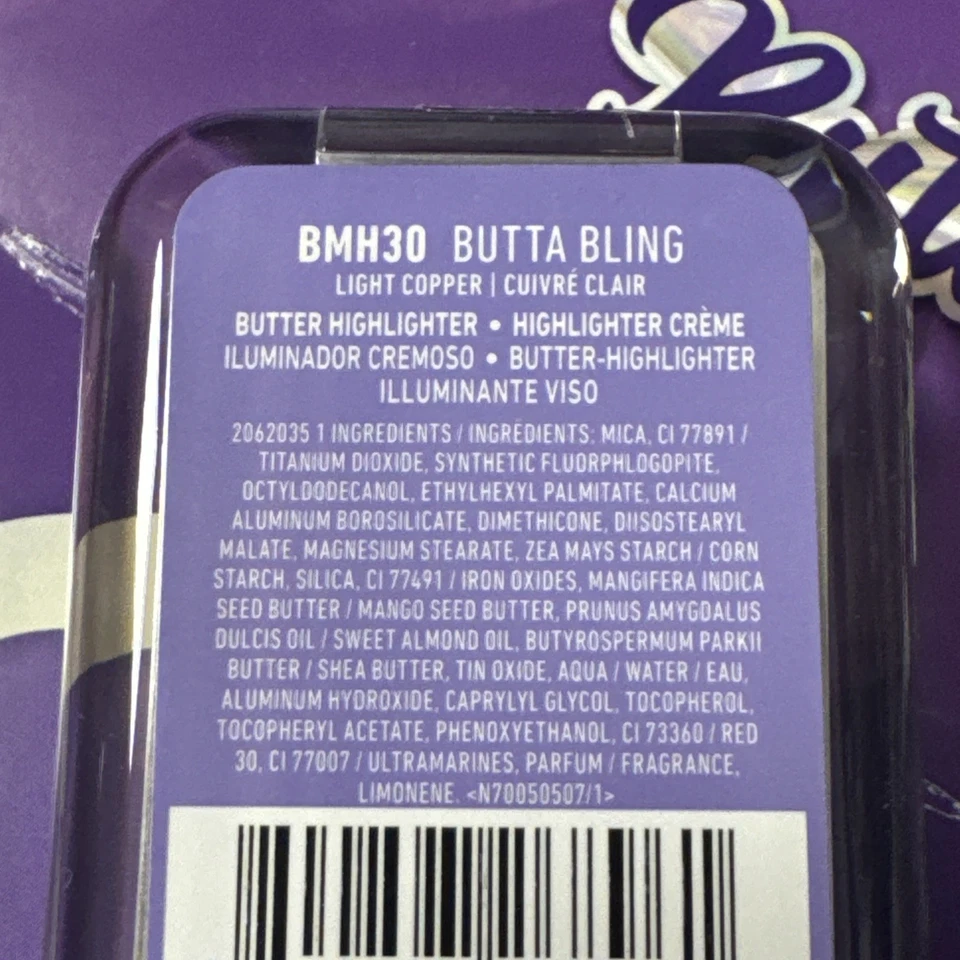 BMH30 BUTTA BLING
LIGHT COPPER | CUIVRÉ CLAIR
BUTTER HIGHLIGHTER • HIGHLIGHTER CRÈME
ILUMINADOR CREMOSO • BUTTER-HIGHLIGHTER
ILLUMINANTE VISO
2062035 1 INGREDIENTS / INGRÉDIENTS: MICA, CI 77891 /
TITANIUM DIOXIDE, SYNTHETIC FLUORPHLOGOPITE,
OCTYLDODECANOL, ETHYLHEXYL PALMITATE, CALCIUM
ALUMINUM BOROSILICATE, DIMETHICONE, DIISOSTEARYL
MALATE, MAGNESIUM STEARATE, ZEA MAYS STARCH / CORN
STARCH, SILICA, CI 77491 / IRON OXIDES, MANGIFERA INDICA
SEED BUTTER / MANGO SEED BUTTER, PRUNUS AMYGDALUS
DULCIS OIL / SWEET ALMOND OIL, BUTYROSPERMUM PARKII
BUTTER / SHEA BUTTER, TIN OXIDE, AQUA / WATER / EAU,
ALUMINUM HYDROXIDE, CAPRYLYL GLYCOL, TOCOPHEROL,
TOCOPHERYL ACETATE, PHENOXYETHANOL, CI 73360 / RED
30, CI 77007 / ULTRAMARINES, PARFUM / FRAGRANCE,
LIMONENE. <N70050507/1>